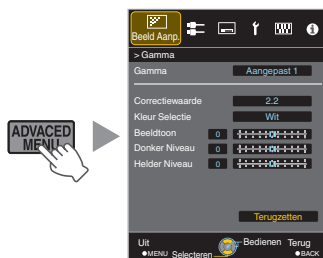 ADVACED
MENU
Beeld Aanp.
> Gamma
Gamma Aangepast 1
Correctiewaarde 2.2
Kleur Selectie Wit
Beeldtoon 0
Donker Niveau 0
Helder Niveau 0
Terugzetten
Uit Bedienen Terug
●MENU Selecteren ●BACK